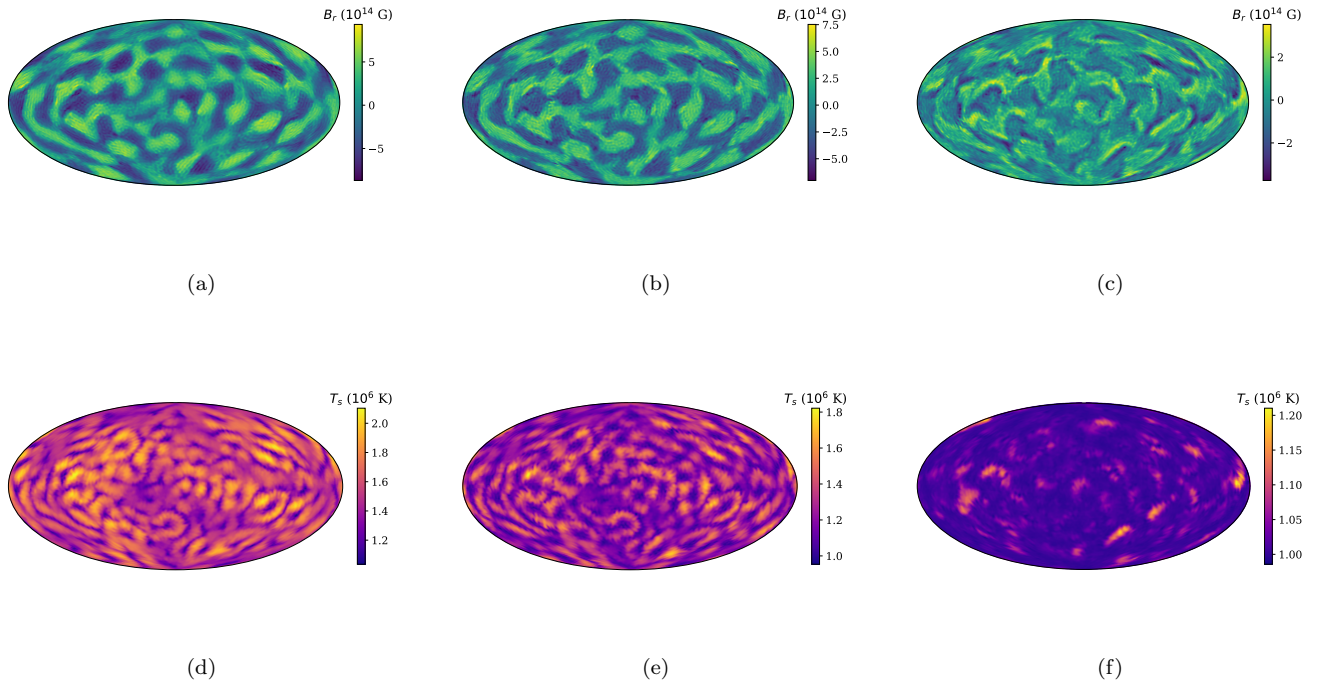 B_r (10^14 G)
5
0
−5
(a)
B_r (10^14 G)
7.5
5.0
2.5
0.0
−2.5
−5.0
(b)
B_r (10^14 G)
2
0
−2
(c)
T_s (10^6 K)
2.0
1.8
1.6
1.4
1.2
(d)
T_s (10^6 K)
1.8
1.6
1.4
1.2
1.0
(e)
T_s (10^6 K)
1.20
1.15
1.10
1.05
1.00
(f)